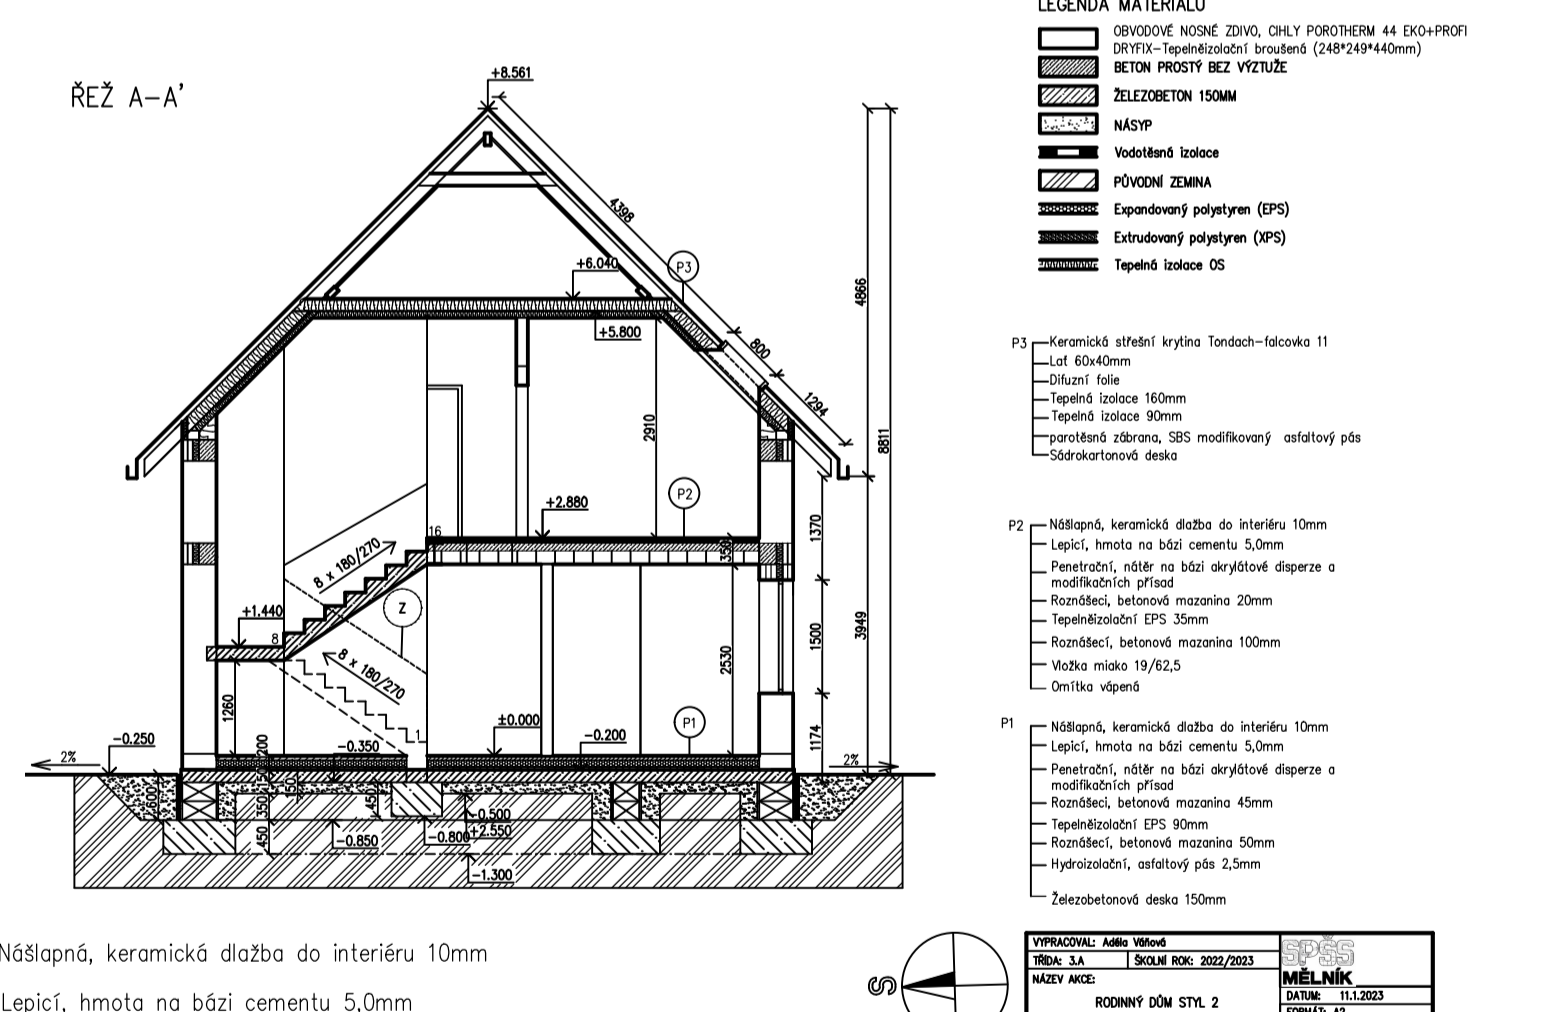 ŘEŽ A-A'
+8.561
4398
800
1294
4866
8811
3949
P3
+6.040
+5.800
2910
P2
+2.880
16
350
1370
1500
1174
8 x 180/270
Z
+1.440
8
8 x 180/270
1
1260
2530
P1
±0.000
-0.200
-0.350
-0.250
2%
2%
200
150
150
600
350
450
450
-0.500
+2.550
-0.800
-0.850
-1.300
LEGENDA MATERIÁLŮ
OBVODOVÉ NOSNÉ ZDIVO, CIHLY POROTHERM 44 EKO+PROFI
DRYFIX-Tepelněizolační broušená (248*249*440mm)
BETON PROSTÝ BEZ VÝZTUŽE
ŽELEZOBETON 150MM
NÁSYP
Vodotěsná izolace
PŮVODNÍ ZEMINA
Expandovaný polystyren (EPS)
Extrudovaný polystyren (XPS)
Tepelná izolace OS
P3
Keramická střešní krytina Tondach-falcovka 11
Lať 60x40mm
Difuzní folie
Tepelná izolace 160mm
Tepelná izolace 90mm
parotěsná zábrana, SBS modifikovaný asfaltový pás
Sádrokartonová deska
P2
Nášlapná, keramická dlažba do interiéru 10mm
Lepicí, hmota na bázi cementu 5,0mm
Penetrační, nátěr na bázi akrylátové disperze a
modifikačních přísad
Roznášeci, betonová mazanina 20mm
Tepelněizolační EPS 35mm
Roznášecí, betonová mazanina 100mm
Vložka miako 19/62,5
Omítka vápená
P1
Nášlapná, keramická dlažba do interiéru 10mm
Lepicí, hmota na bázi cementu 5,0mm
Penetrační, nátěr na bázi akrylátové disperze a
modifikačních přísad
Roznášeci, betonová mazanina 45mm
Tepelněizolační EPS 90mm
Roznášecí, betonová mazanina 50mm
Hydroizolační, asfaltový pás 2,5mm
Železobetonová deska 150mm
Nášlapná, keramická dlažba do interiéru 10mm
Lepicí, hmota na bázi cementu 5,0mm
S
VYPRACOVAL: Adéla Váňová
TŘÍDA: 3.A ŠKOLNÍ ROK: 2022/2023
NÁZEV AKCE:
RODINNÝ DŮM STYL 2
SPŠS
MĚLNÍK
DATUM: 11.1.2023
FORMÁT: A2